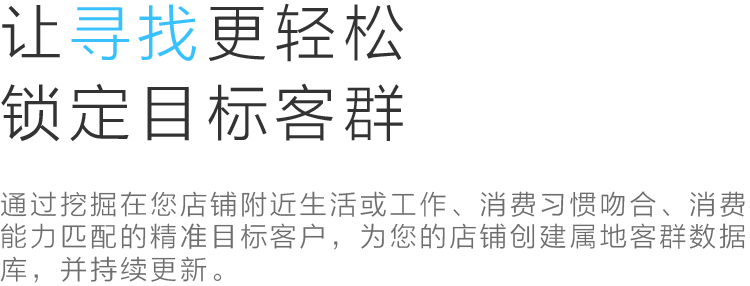 让寻找更轻松
锁定目标客群
通过挖掘在您店铺附近生活或工作、消费习惯吻合、消费
能力匹配的精准目标客户，为您的店铺创建属地客群数据
库，并持续更新。